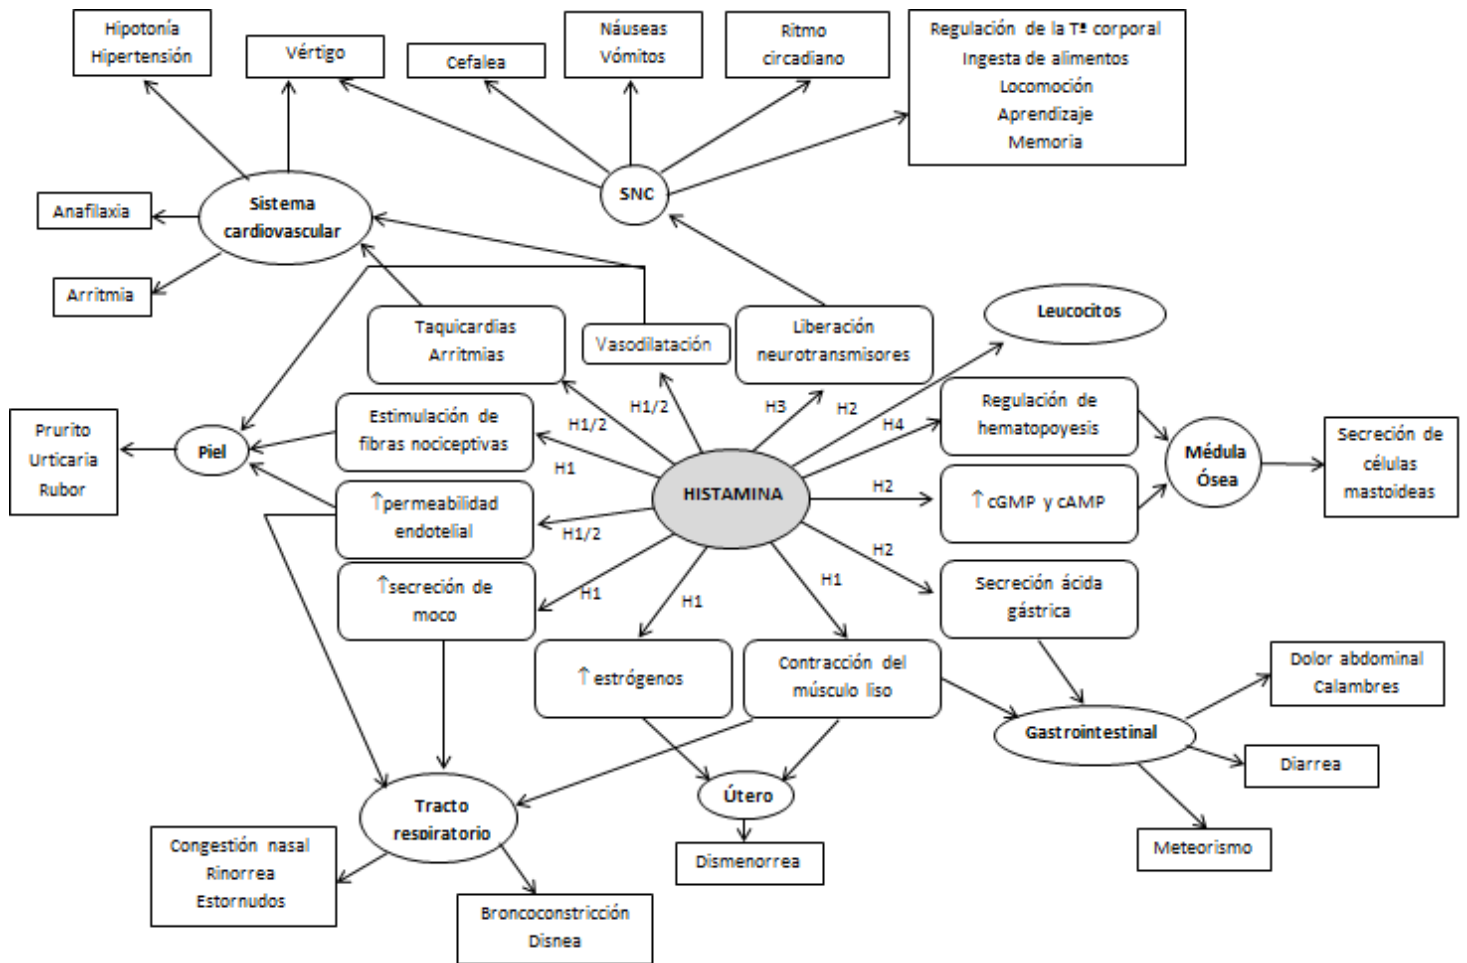 Hipotonía
Hipertensión
Vértigo
Cefalea
Náuseas
Vómitos
Ritmo
circadiano
Regulación de la Tª corporal
Ingesta de alimentos
Locomoción
Aprendizaje
Memoria
Anafilaxia
Sistema
cardiovascular
SNC
Arritmia
Taquicardias
Arritmias
Vasodilatación
Liberación
neurotransmisores
Leucocitos
H1/2
H1/2
H3
H2
H4
Prurito
Urticaria
Rubor
Piel
Estimulación de
fibras nociceptivas
H1
Regulación de
hematopoyesis
Médula
Ósea
Secreción de
células
mastoideas
HISTAMINA
H2
↑cGMP y cAMP
↑permeabilidad
endotelial
H1/2
H2
↑secreción de
moco
H1
H1
H1
Secreción ácida
gástrica
↑estrógenos
Contracción del
músculo liso
Gastrointestinal
Dolor abdominal
Calambres
Diarrea
Meteorismo
Tracto
respiratorio
Útero
Dismenorrea
Congestión nasal
Rinorrea
Estornudos
Broncoconstricción
Disnea